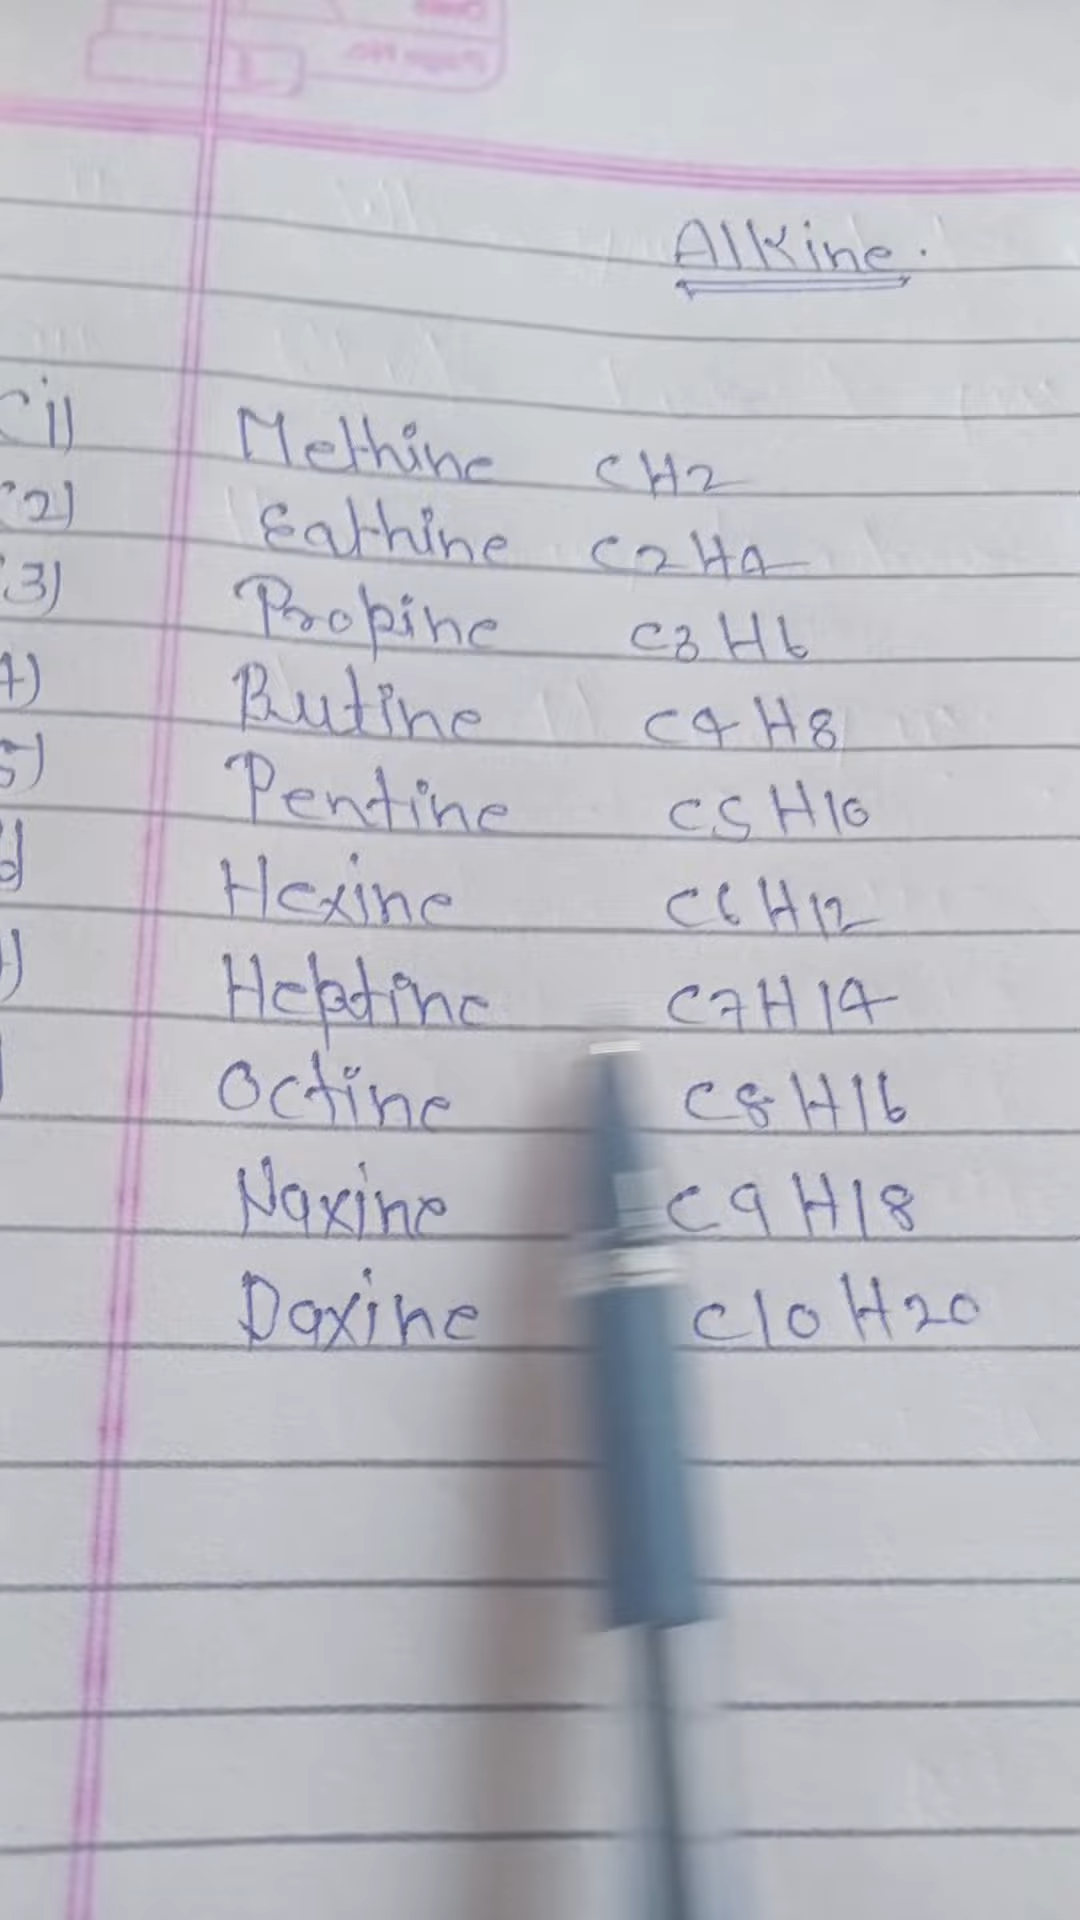 Alkine.
(1) Methine CH2
(2) Eathine C2H4
(3) Propine C3H6
4) Butine C4H8
5) Pentine C5H10
Hexine C6H12
Heptine C7H14
Octine C8H16
Naxine C9H18
Daxine C10H20